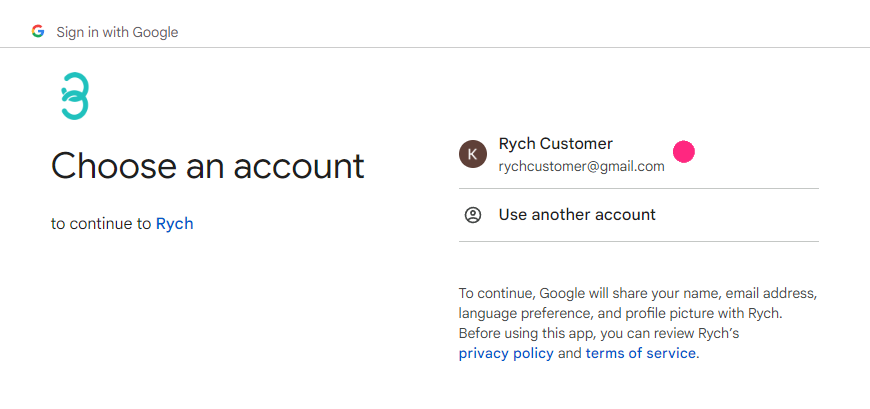 Sign in with Google
Choose an account
to continue to Rych
K
Rych Customer
rychcustomer@gmail.com
Use another account
To continue, Google will share your name, email address,
language preference, and profile picture with Rych.
Before using this app, you can review Rych’s
privacy policy and terms of service.